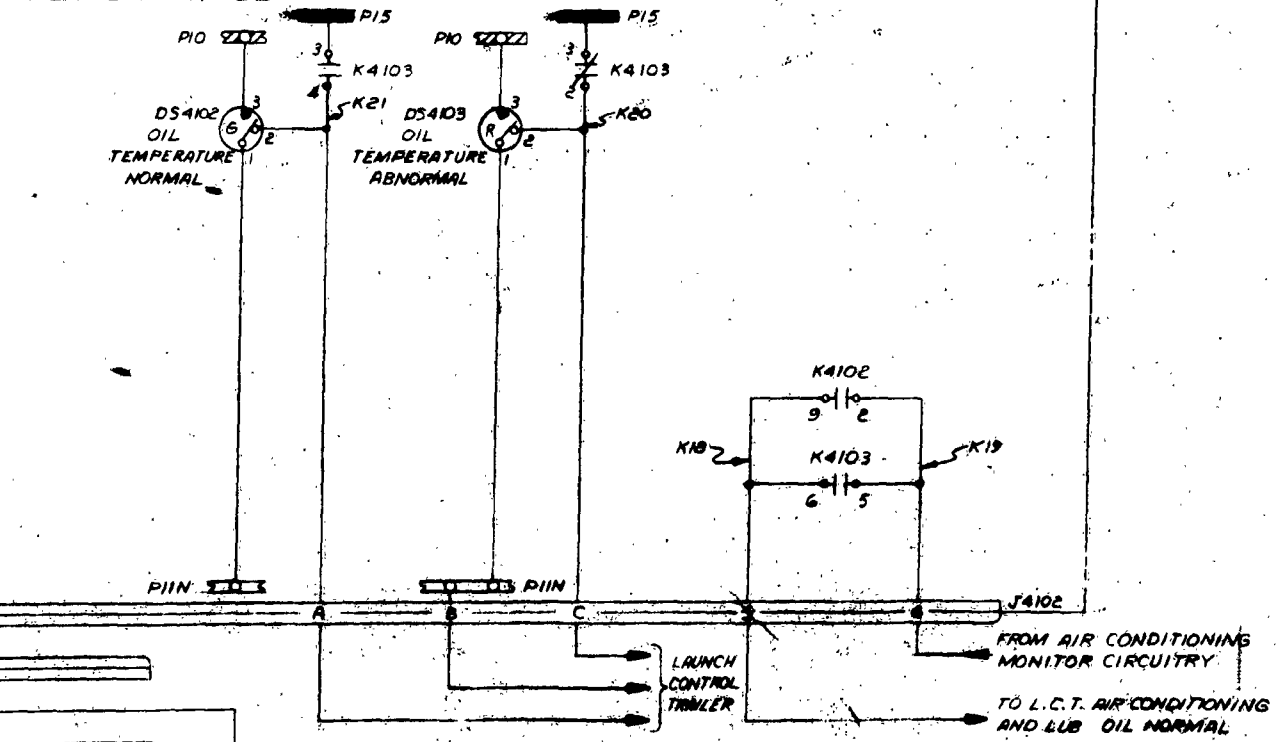 P15
P15
P10
P10
3
K4103
3
K4103
4
2
K21
K20
DS4102
OIL
TEMPERATURE
NORMAL
3
G
2
1
DS4103
OIL
TEMPERATURE
ABNORMAL
3
R
2
1
K4102
9 2
K18
K19
K4103
6 5
P11N
P11N
A B C
J4102
FROM AIR CONDITIONING
MONITOR CIRCUITRY
LAUNCH
CONTROL
TRAILER
TO L.C.T. AIR CONDITIONING
AND LUB OIL NORMAL